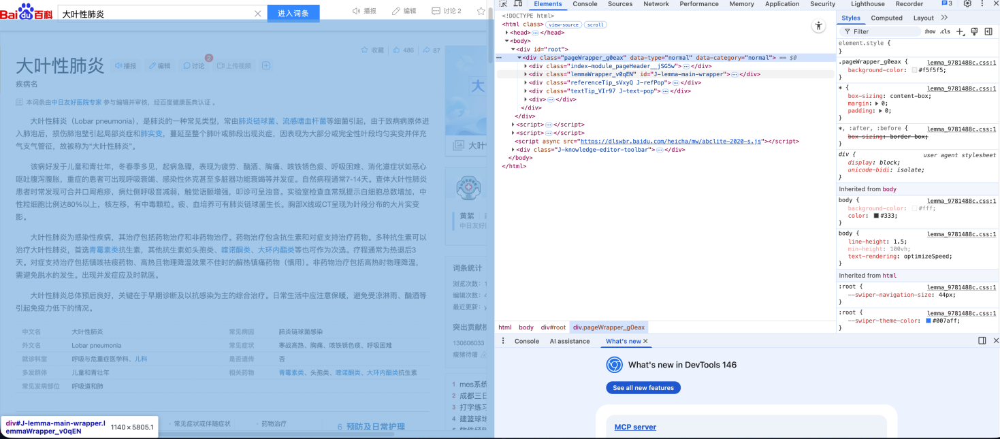 Bai du 百科
大叶性肺炎
进入词条
播报
编辑
讨论 2
收藏
486
87
大叶性肺炎
播报
编辑
讨论
2
上传视频
疾病名
本词条由中日友好医院专家 参与编辑并审核，经百度健康医典认证 。
大叶性肺炎（Lobar pneumonia），是肺炎的一种常见类型，常由肺炎链球菌、流感嗜血杆菌等细菌引起，由于致病病原体进
入肺泡后，损伤肺泡壁引起局部炎症和肺实变，蔓延至整个肺叶或肺段出现炎症，因表现为大部分或完全性叶段均匀实变并伴充
气支气管征，故被称为“大叶性肺炎”。
该病好发于儿童和青壮年，冬春季多见，起病急骤，表现为疲劳、酗酒、胸痛、咳铁锈色痰、呼吸困难、消化道症状如恶心
呕吐腹泻腹胀，重症的患者可出现呼吸衰竭、感染性休克甚至多脏器功能衰竭等并发症。自然病程通常7-14天。查体大叶性肺炎
患者时常发现可合并口周疱疹，病灶侧呼吸音减弱，触觉语颤增强，叩诊可呈浊音。实验室检查血常规提示白细胞总数增加，中
性粒细胞比例达80%以上，核左移，有中毒颗粒。痰、血培养可有肺炎链球菌生长。胸部X线或CT呈现为叶段分布的大片实变
影。
大叶性肺炎为感染性疾病，其治疗包括药物治疗和非药物治疗。药物治疗包含抗生素和对症支持治疗药物。多种抗生素可以
治疗大叶性肺炎，首选青霉素类抗生素，其他抗生素如头孢类、喹诺酮类、大环内酯类等也可作为次选。疗程通常为热退后3
天。对症支持治疗包括镇咳祛痰药物、高热且物理降温效果不佳时的解热镇痛药物（慎用）。非药物治疗包括高热时物理降温，
需避免脱水的发生。出现并发症应及时就医。
大叶性肺炎总体预后良好，关键在于早期诊断及以抗感染为主的综合治疗。日常生活中应注意保暖，避免受凉淋雨、酗酒等
引起免疫力低下的情况。
中文名 大叶性肺炎 常见病因 肺炎链球菌感染
外文名 Lobar pneumonia 常见症状 寒战高热、胸痛、咳铁锈色痰、呼吸困难
就诊科室 呼吸与危重症医学科、儿科 是否遗传 否
多发群体 儿童和青壮年 相关药物 青霉素类、头孢类、喹诺酮类、大环内酯类抗生素
常见发病部位 呼吸道和肺
常见症状或伴随症状
药物治疗
6 预防及日常护理
div#J-lemma-main-wrapper.l
emmaWrapper_v0qEN
1140 × 5805.1
大
大叶
黄絮
中日友好
词条统计
浏览次数：
编辑次数：
最近更新：
突出贡献榜
130606033
瘦猪待屠
1 mes系统
2 成都三日
3 打字练习
4 建篮球场
Elements
Console
Sources
Network
Performance
Memory
Application
Security
Lighthouse
Recorder
3
<!DOCTYPE html>
<html class> view-source scroll
<head> … </head>
<body>
<div id="root">
<div class="pageWrapper_g0eax" data-type="normal" data-category="normal"> == $0
<div class="index-module_pageHeader__jSG5w"> … </div>
<div class="lemmaWrapper_v0qEN" id="J-lemma-main-wrapper"> … </div>
<div class="referenceTip_sVxyQ J-refPop"> … </div>
<div class="textTip_VIr97 J-text-pop"> … </div>
<div> … </div>
</div>
</div>
<script> … </script>
<script> … </script>
<script async src="https://dlswbr.baidu.com/heicha/mw/abclite-2020-s.js"></script>
<div class="J-knowledge-editor-toolbar"> … </div>
</body>
</html>
html body div#root div.pageWrapper_g0eax
Styles
Computed
Layout
Filter
:hov .cls
element.style {
}
.pageWrapper_g0eax { lemma_9781488c.css:1
background-color: #f5f5f5;
}
* { lemma_9781488c.css:1
box-sizing: content-box;
margin: 0;
padding: 0;
}
*, :after, :before { lemma_9781488c.css:1
box-sizing: border-box;
}
div { user agent stylesheet
display: block;
unicode-bidi: isolate;
}
Inherited from body
body { lemma_9781488c.css:1
background-color: #fff;
color: #333;
}
body { lemma_9781488c.css:1
line-height: 1.5;
min-height: 100vh;
text-rendering: optimizeSpeed;
}
Inherited from html
:root { lemma_9781488c.css:1
--swiper-navigation-size: 44px;
}
:root { lemma_9781488c.css:1
--swiper-theme-color: #007aff;
}
Console
AI assistance
What's new
What's new in DevTools 146
See all new features
MCP server